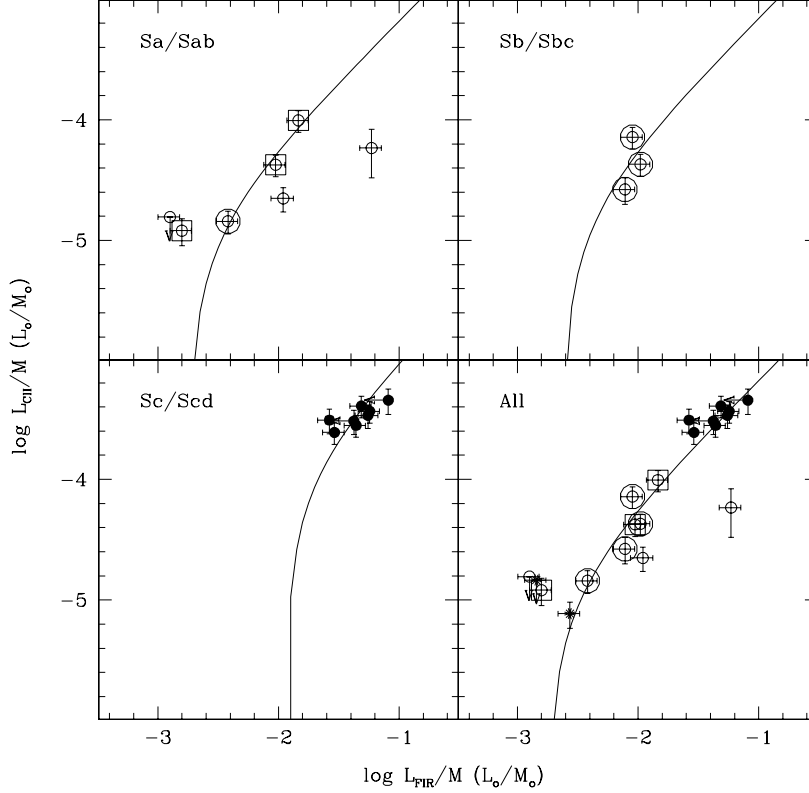 Sa/Sab
Sb/Sbc
-4
-5
Sc/Scd
All
-4
-5
-3 -2 -1
-3 -2 -1
log L_CII/M (L_o/M_o)
log L_FIR/M (L_o/M_o)